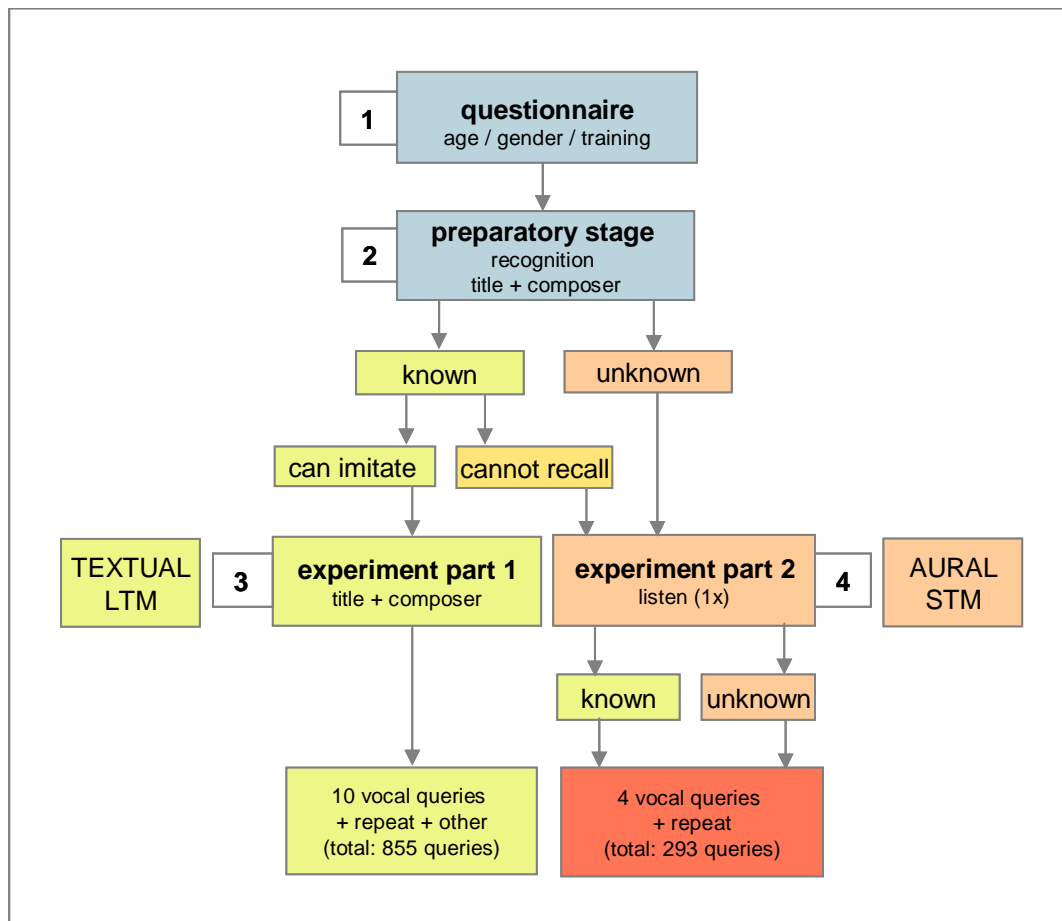 1
questionnaire
age / gender / training
2
preparatory stage
recognition
title + composer
known
unknown
can imitate
cannot recall
TEXTUAL
LTM
3
experiment part 1
title + composer
experiment part 2
listen (1x)
4
AURAL
STM
known
unknown
10 vocal queries
+ repeat + other
(total: 855 queries)
4 vocal queries
+ repeat
(total: 293 queries)